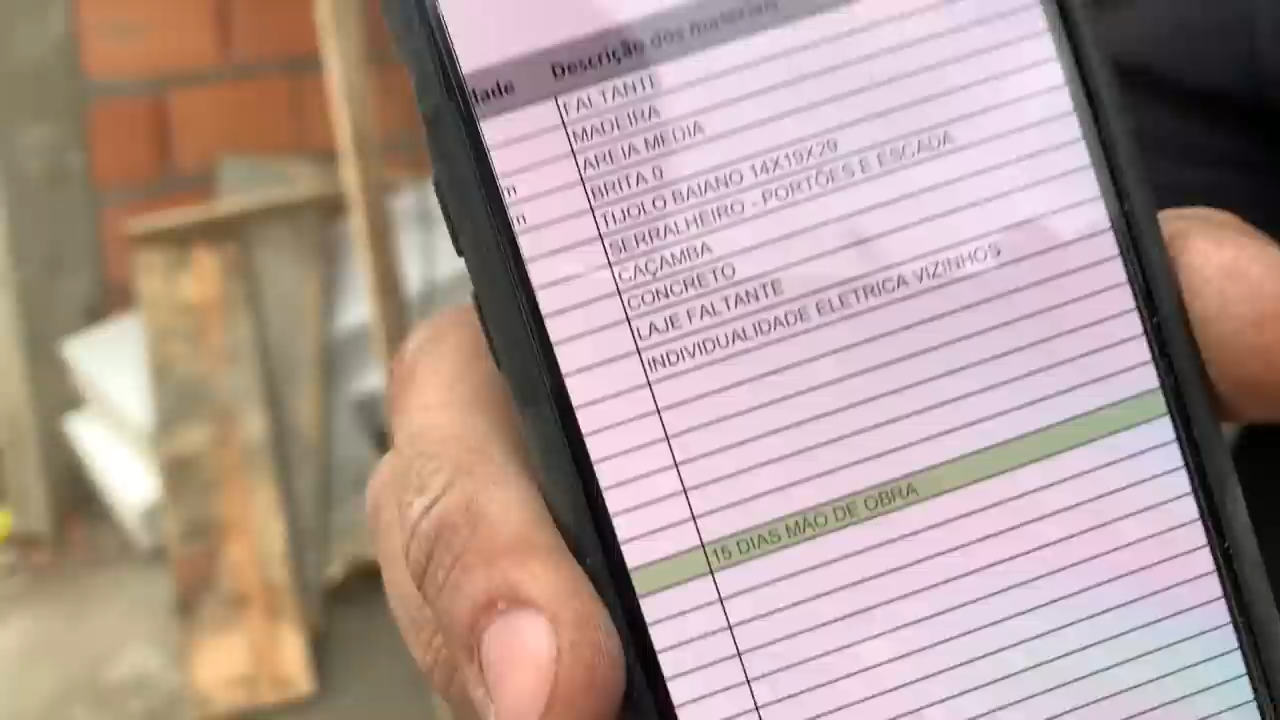 dade Descrição dos materiais
FALTANTE
MADEIRA
AREIA MEDIA
BRITA 0
TIJOLO BAIANO 14X19X29
SERRALHEIRO - PORTÕES E ESCADA
CAÇAMBA
CONCRETO
LAJE FALTANTE
INDIVIDUALIDADE ELETRICA VIZINHOS
15 DIAS MÃO DE OBRA